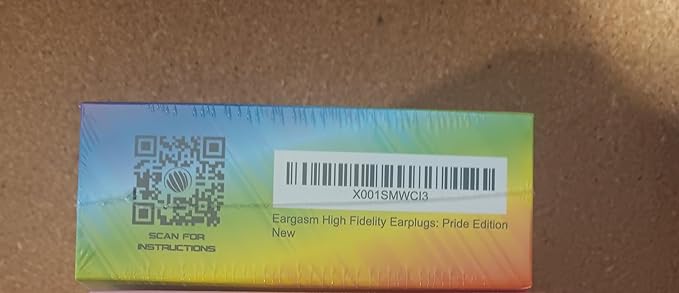 SCAN FOR
INSTRUCTIONS
X001SMWCI3
Eargasm High Fidelity Earplugs: Pride Edition
New